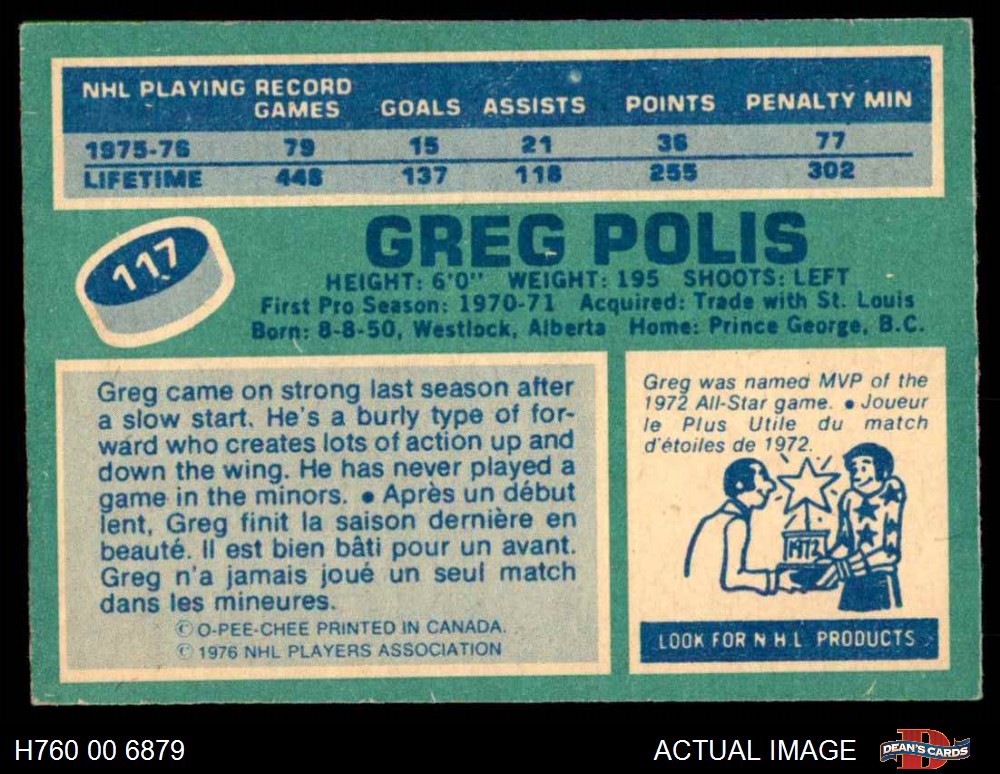 NHL PLAYING RECORD
GAMES GOALS ASSISTS POINTS PENALTY MIN
1975-76 79 15 21 36 77
LIFETIME 448 137 118 255 302
117
GREG POLIS
HEIGHT: 6'0" WEIGHT: 195 SHOOTS: LEFT
First Pro Season: 1970-71 Acquired: Trade with St. Louis
Born: 8-8-50, Westlock, Alberta Home: Prince George, B.C.
Greg came on strong last season after
a slow start. He's a burly type of for-
ward who creates lots of action up and
down the wing. He has never played a
game in the minors. • Après un début
lent, Greg finit la saison dernière en
beauté. Il est bien bâti pour un avant.
Greg n'a jamais joué un seul match
dans les mineures.
© O-PEE-CHEE PRINTED IN CANADA.
© 1976 NHL PLAYERS ASSOCIATION
Greg was named MVP of the
1972 All-Star game. • Joueur
le Plus Utile du match
d'étoiles de 1972.
1972
LOOK FOR N H L PRODUCTS
H760 00 6879
ACTUAL IMAGE
D
DEAN'S CARDS